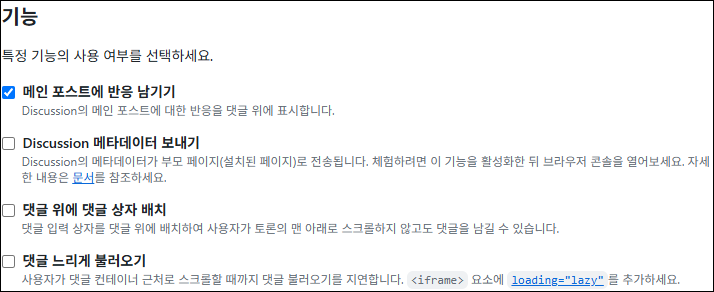 기능
특정 기능의 사용 여부를 선택하세요.
메인 포스트에 반응 남기기
Discussion의 메인 포스트에 대한 반응을 댓글 위에 표시합니다.
Discussion 메타데이터 보내기
Discussion의 메타데이터가 부모 페이지(설치된 페이지)로 전송됩니다. 체험하려면 이 기능을 활성화한 뒤 브라우저 콘솔을 열어보세요. 자세
한 내용은 문서를 참조하세요.
댓글 위에 댓글 상자 배치
댓글 입력 상자를 댓글 위에 배치하여 사용자가 토론의 맨 아래로 스크롤하지 않고도 댓글을 남길 수 있습니다.
댓글 느리게 불러오기
사용자가 댓글 컨테이너 근처로 스크롤할 때까지 댓글 불러오기를 지연합니다. <iframe> 요소에 loading="lazy" 를 추가하세요.